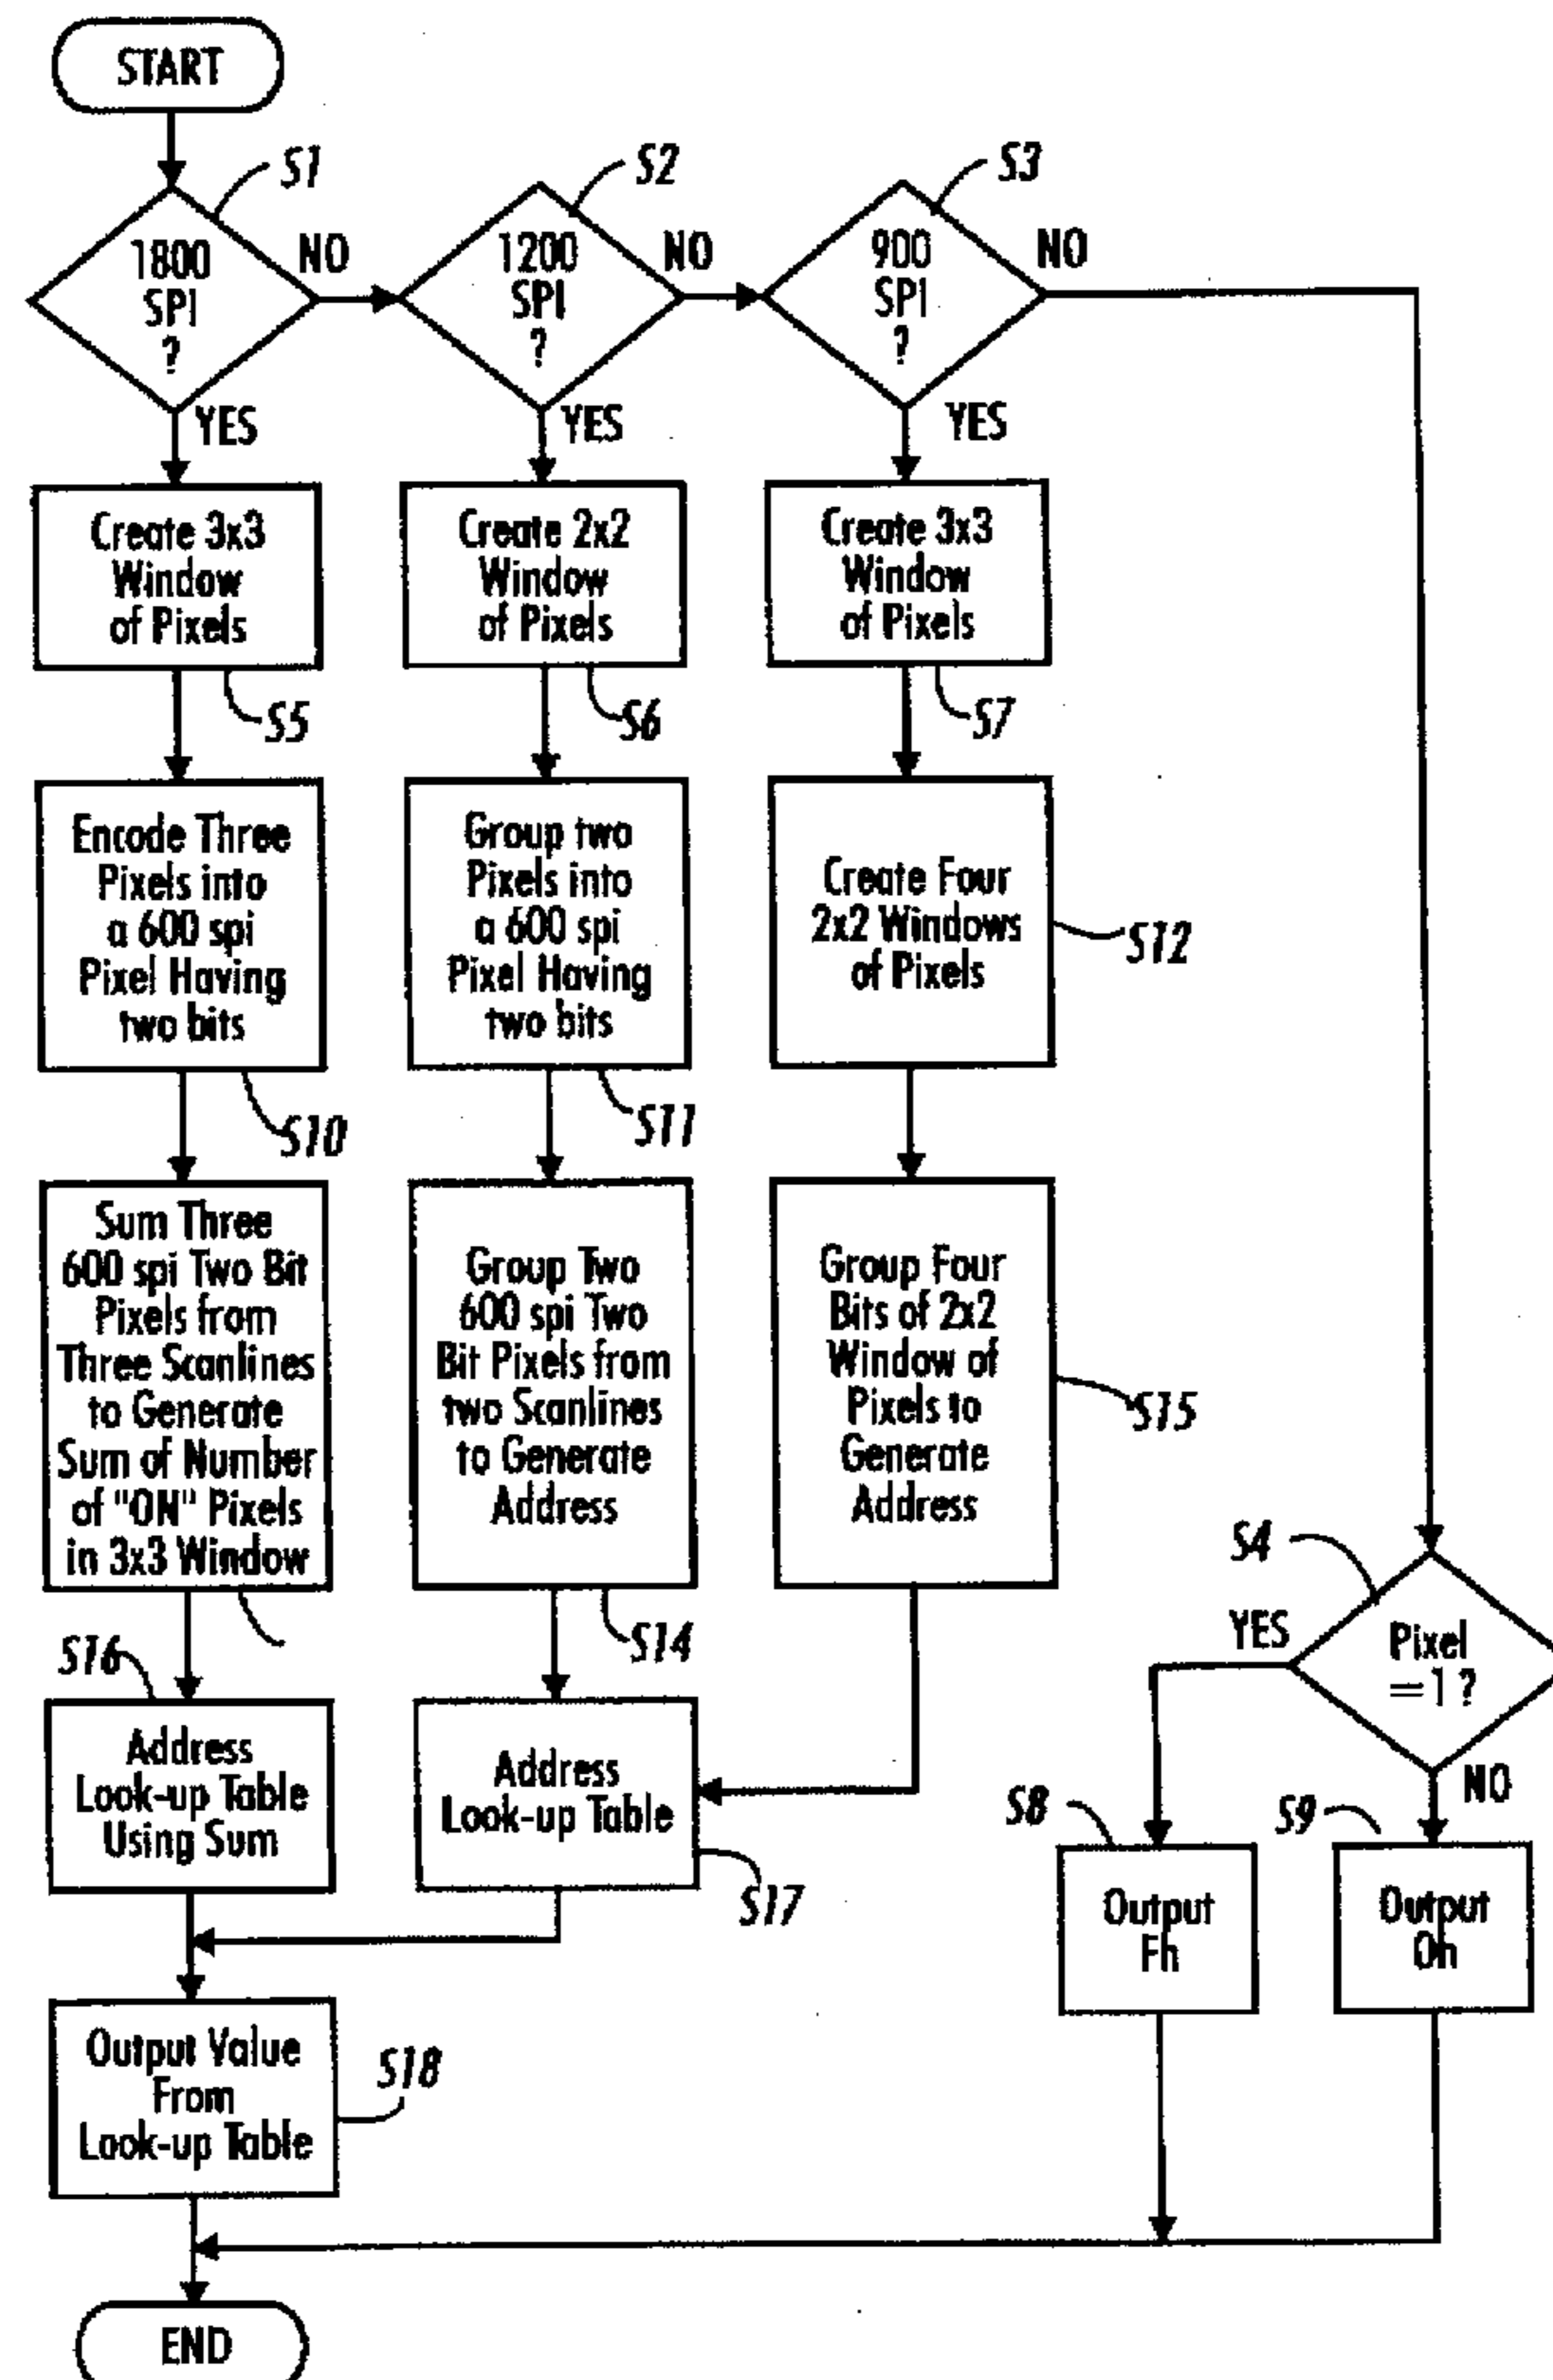 START
S1
S2
S3
1800
SPI
?
NO
1200
SPI
?
NO
900
SPI
?
NO
YES
YES
YES
Create 3x3
Window
of Pixels
S5
Create 2x2
Window
of Pixels
S6
Create 3x3
Window
of Pixels
S7
Encode Three
Pixels into
a 600 spi
Pixel Having
two bits
S10
Group two
Pixels into
a 600 spi
Pixel Having
two bits
S11
Create Four
2x2 Windows
of Pixels
S12
Sum Three
600 spi Two Bit
Pixels from
Three Scanlines
to Generate
Sum of Number
of "ON" Pixels
in 3x3 Window
Group Two
600 spi Two
Bit Pixels from
two Scanlines
to Generate
Address
S14
Group Four
Bits of 2x2
Window of
Pixels to
Generate
Address
S15
S4
YES
Pixel
=1?
NO
S16
Address
Look-up Table
Using Sum
Address
Look-up Table
S17
S8
Output
Fh
S9
Output
0h
Output Value
From
Look-up Table
S18
END